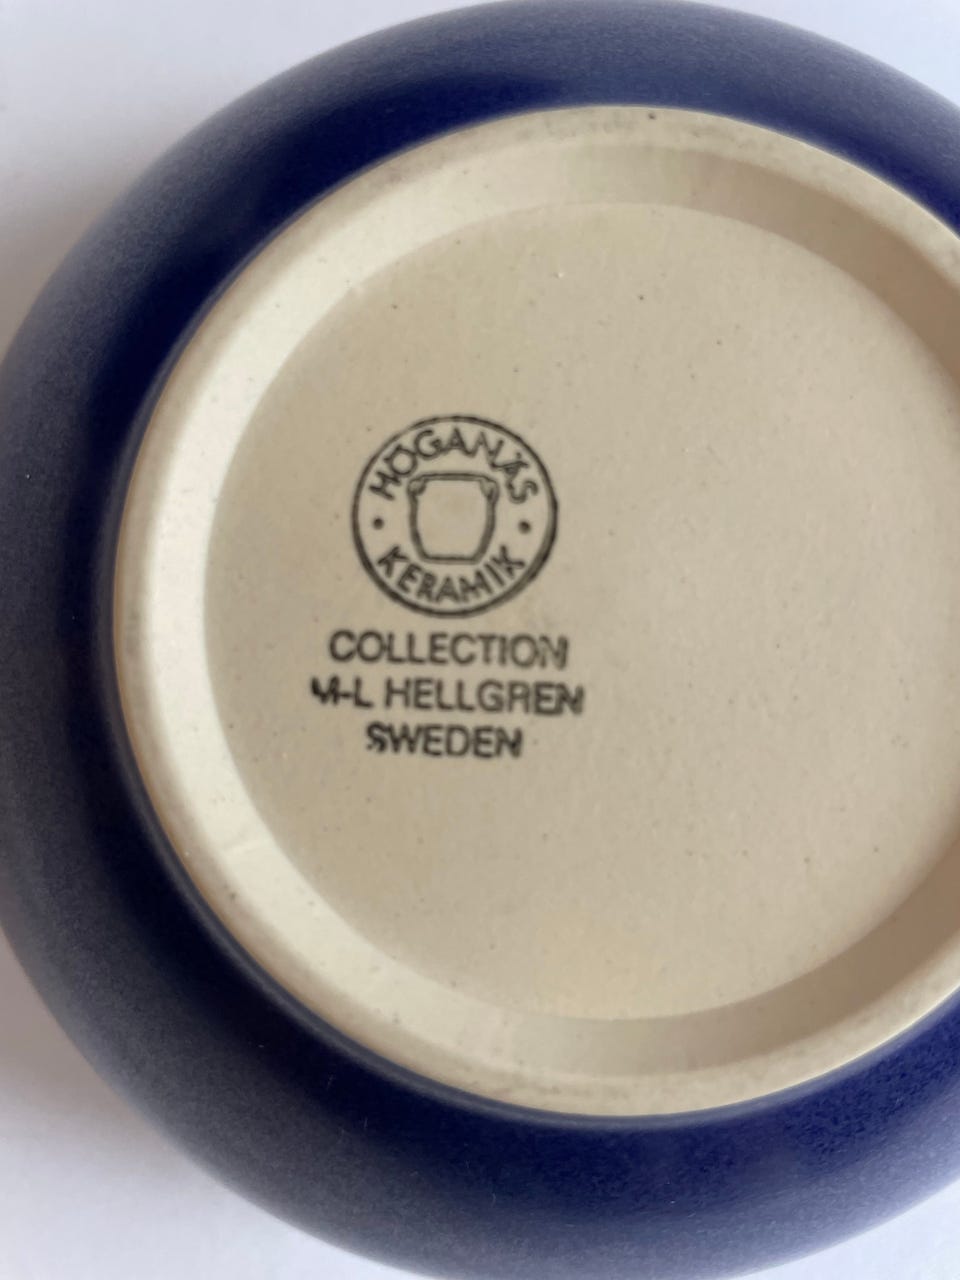 HÖGANÄS
KERAMIK
COLLECTION
M-L HELLGREN
SWEDEN